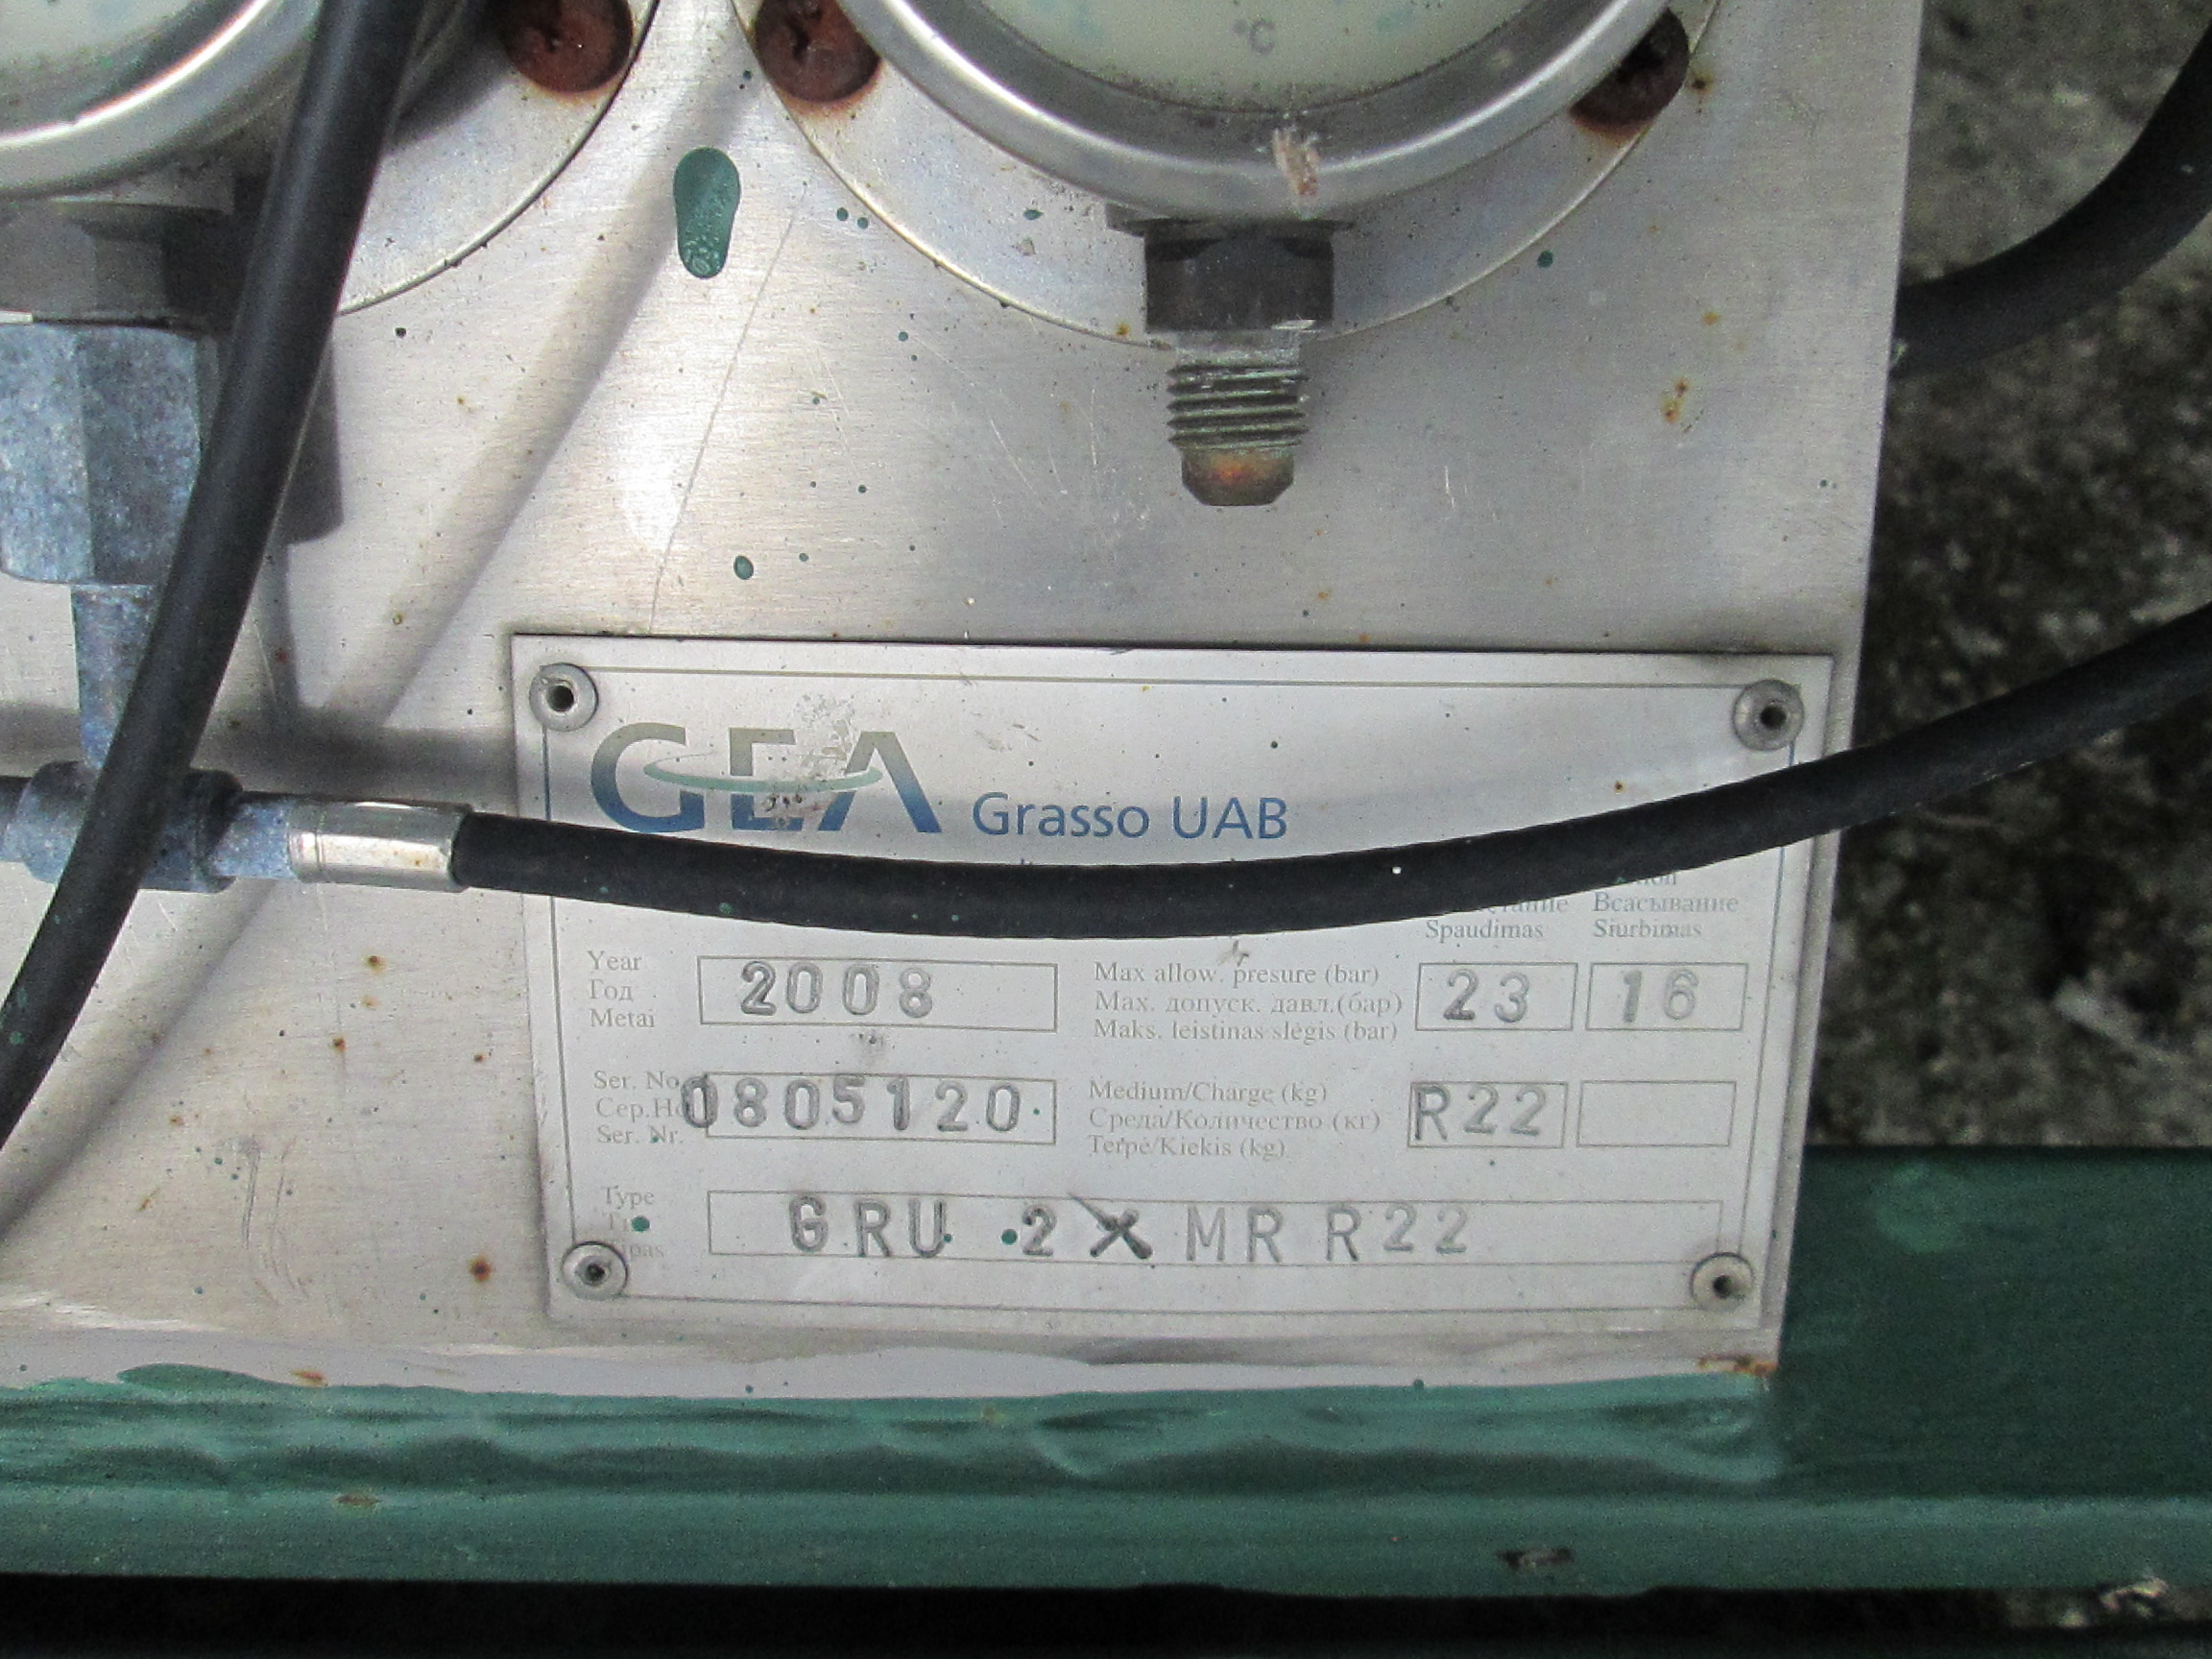 °C
GEA Grasso UAB
Всасывание
Spaudimas Siurbimas
Year
Год
Metai
2008
Max allow. presure (bar)
Max. допуск. давл.(бар)
Maks. leistinas slėgis (bar)
23 16
Ser. No
Сер.Но
Ser. Nr.
0805120
Medium/Charge (kg)
Среда/Количество (кг)
Terpė/Kiekis (kg)
R22
Type
GRU 2X MR R22